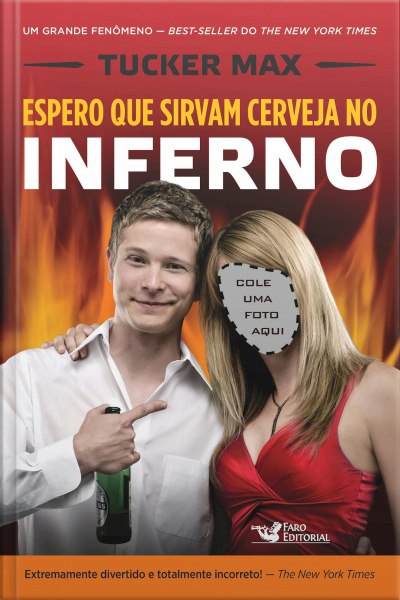 UM GRANDE FENÔMENO — BEST-SELLER DO THE NEW YORK TIMES
TUCKER MAX
ESPERO QUE SIRVAM CERVEJA NO
INFERNO
COLE
UMA
FOTO
AQUI
FARO
EDITORIAL
Extremamente divertido e totalmente incorreto! — The New York Times